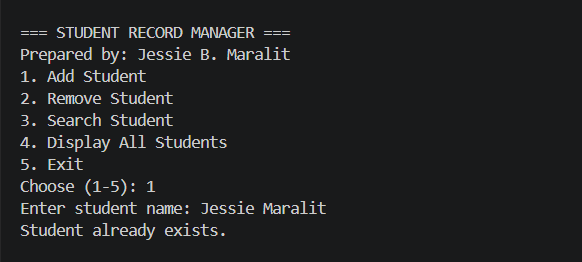 === STUDENT RECORD MANAGER ===
Prepared by: Jessie B. Maralit
1. Add Student
2. Remove Student
3. Search Student
4. Display All Students
5. Exit
Choose (1-5): 1
Enter student name: Jessie Maralit
Student already exists.